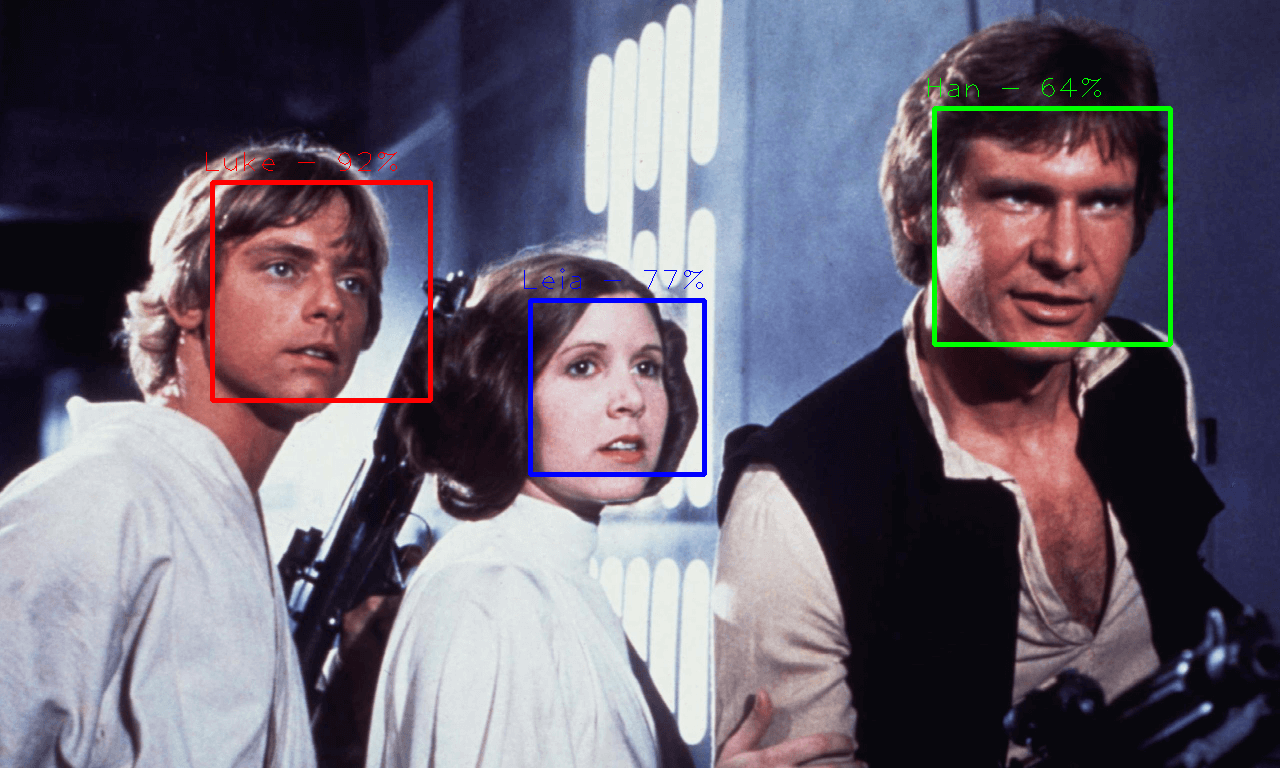 Luke - 92%
Leia - 77%
Han - 64%